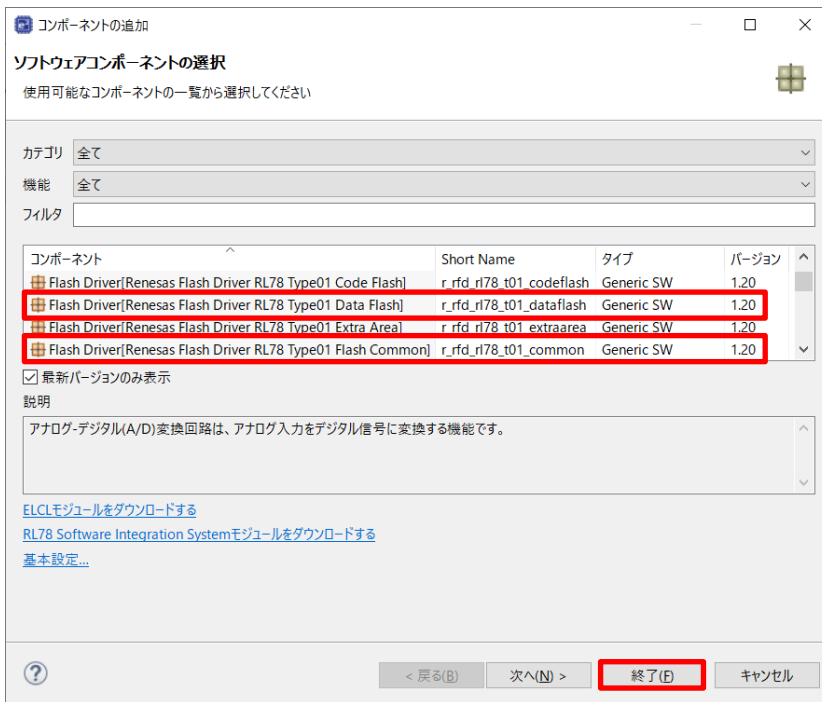 コンポーネントの追加
ソフトウェアコンポーネントの選択
使用可能なコンポーネントの一覧から選択してください
カテゴリ 全て
機能 全て
フィルタ
コンポーネント Short Name タイプ バージョン
Flash Driver[Renesas Flash Driver RL78 Type01 Code Flash] r_rfd_rl78_t01_codeflash Generic SW 1.20
Flash Driver[Renesas Flash Driver RL78 Type01 Data Flash] r_rfd_rl78_t01_dataflash Generic SW 1.20
Flash Driver[Renesas Flash Driver RL78 Type01 Extra Area] r_rfd_rl78_t01_extraarea Generic SW 1.20
Flash Driver[Renesas Flash Driver RL78 Type01 Flash Common] r_rfd_rl78_t01_common Generic SW 1.20
最新バージョンのみ表示
説明
アナログ-デジタル(A/D)変換回路は、アナログ入力をデジタル信号に変換する機能です。
ELCLモジュールをダウンロードする
RL78 Software Integration Systemモジュールをダウンロードする
基本設定...
? < 戻る(B) 次へ(N) > 終了(F) キャンセル